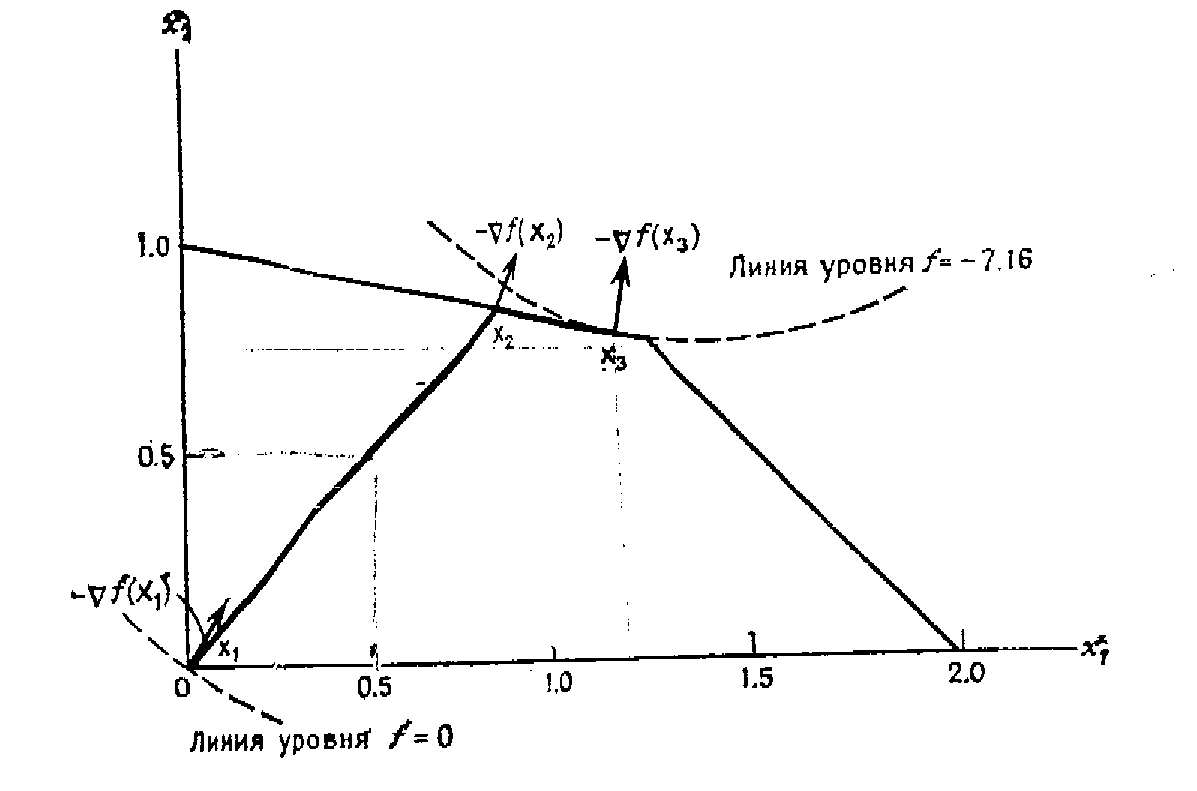 x₂
-∇f(x₂)
-∇f(x₃)
1.0
Линия уровня f= -7.16
x₂
x₃
0.5
-∇f(x₁)
x₁
0
0.5
1.0
1.5
2.0
x₁
Линия уровня f = 0